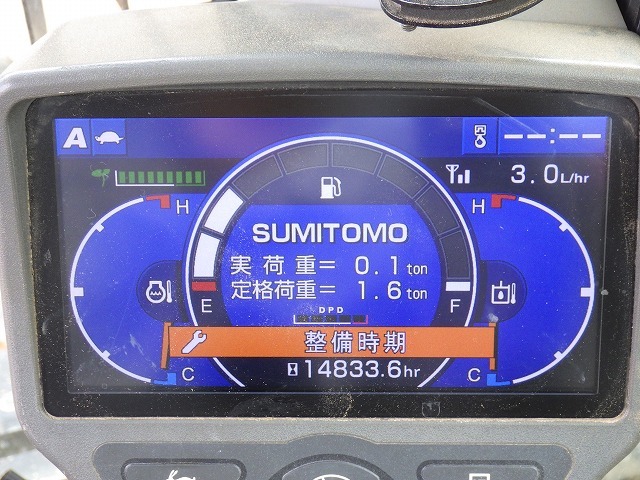 A --:--
3.0L/hr
H H
SUMITOMO
実荷重= 0.1ton
定格荷重= 1.6ton
E F
DPD
整備時期
C C
14833.6hr